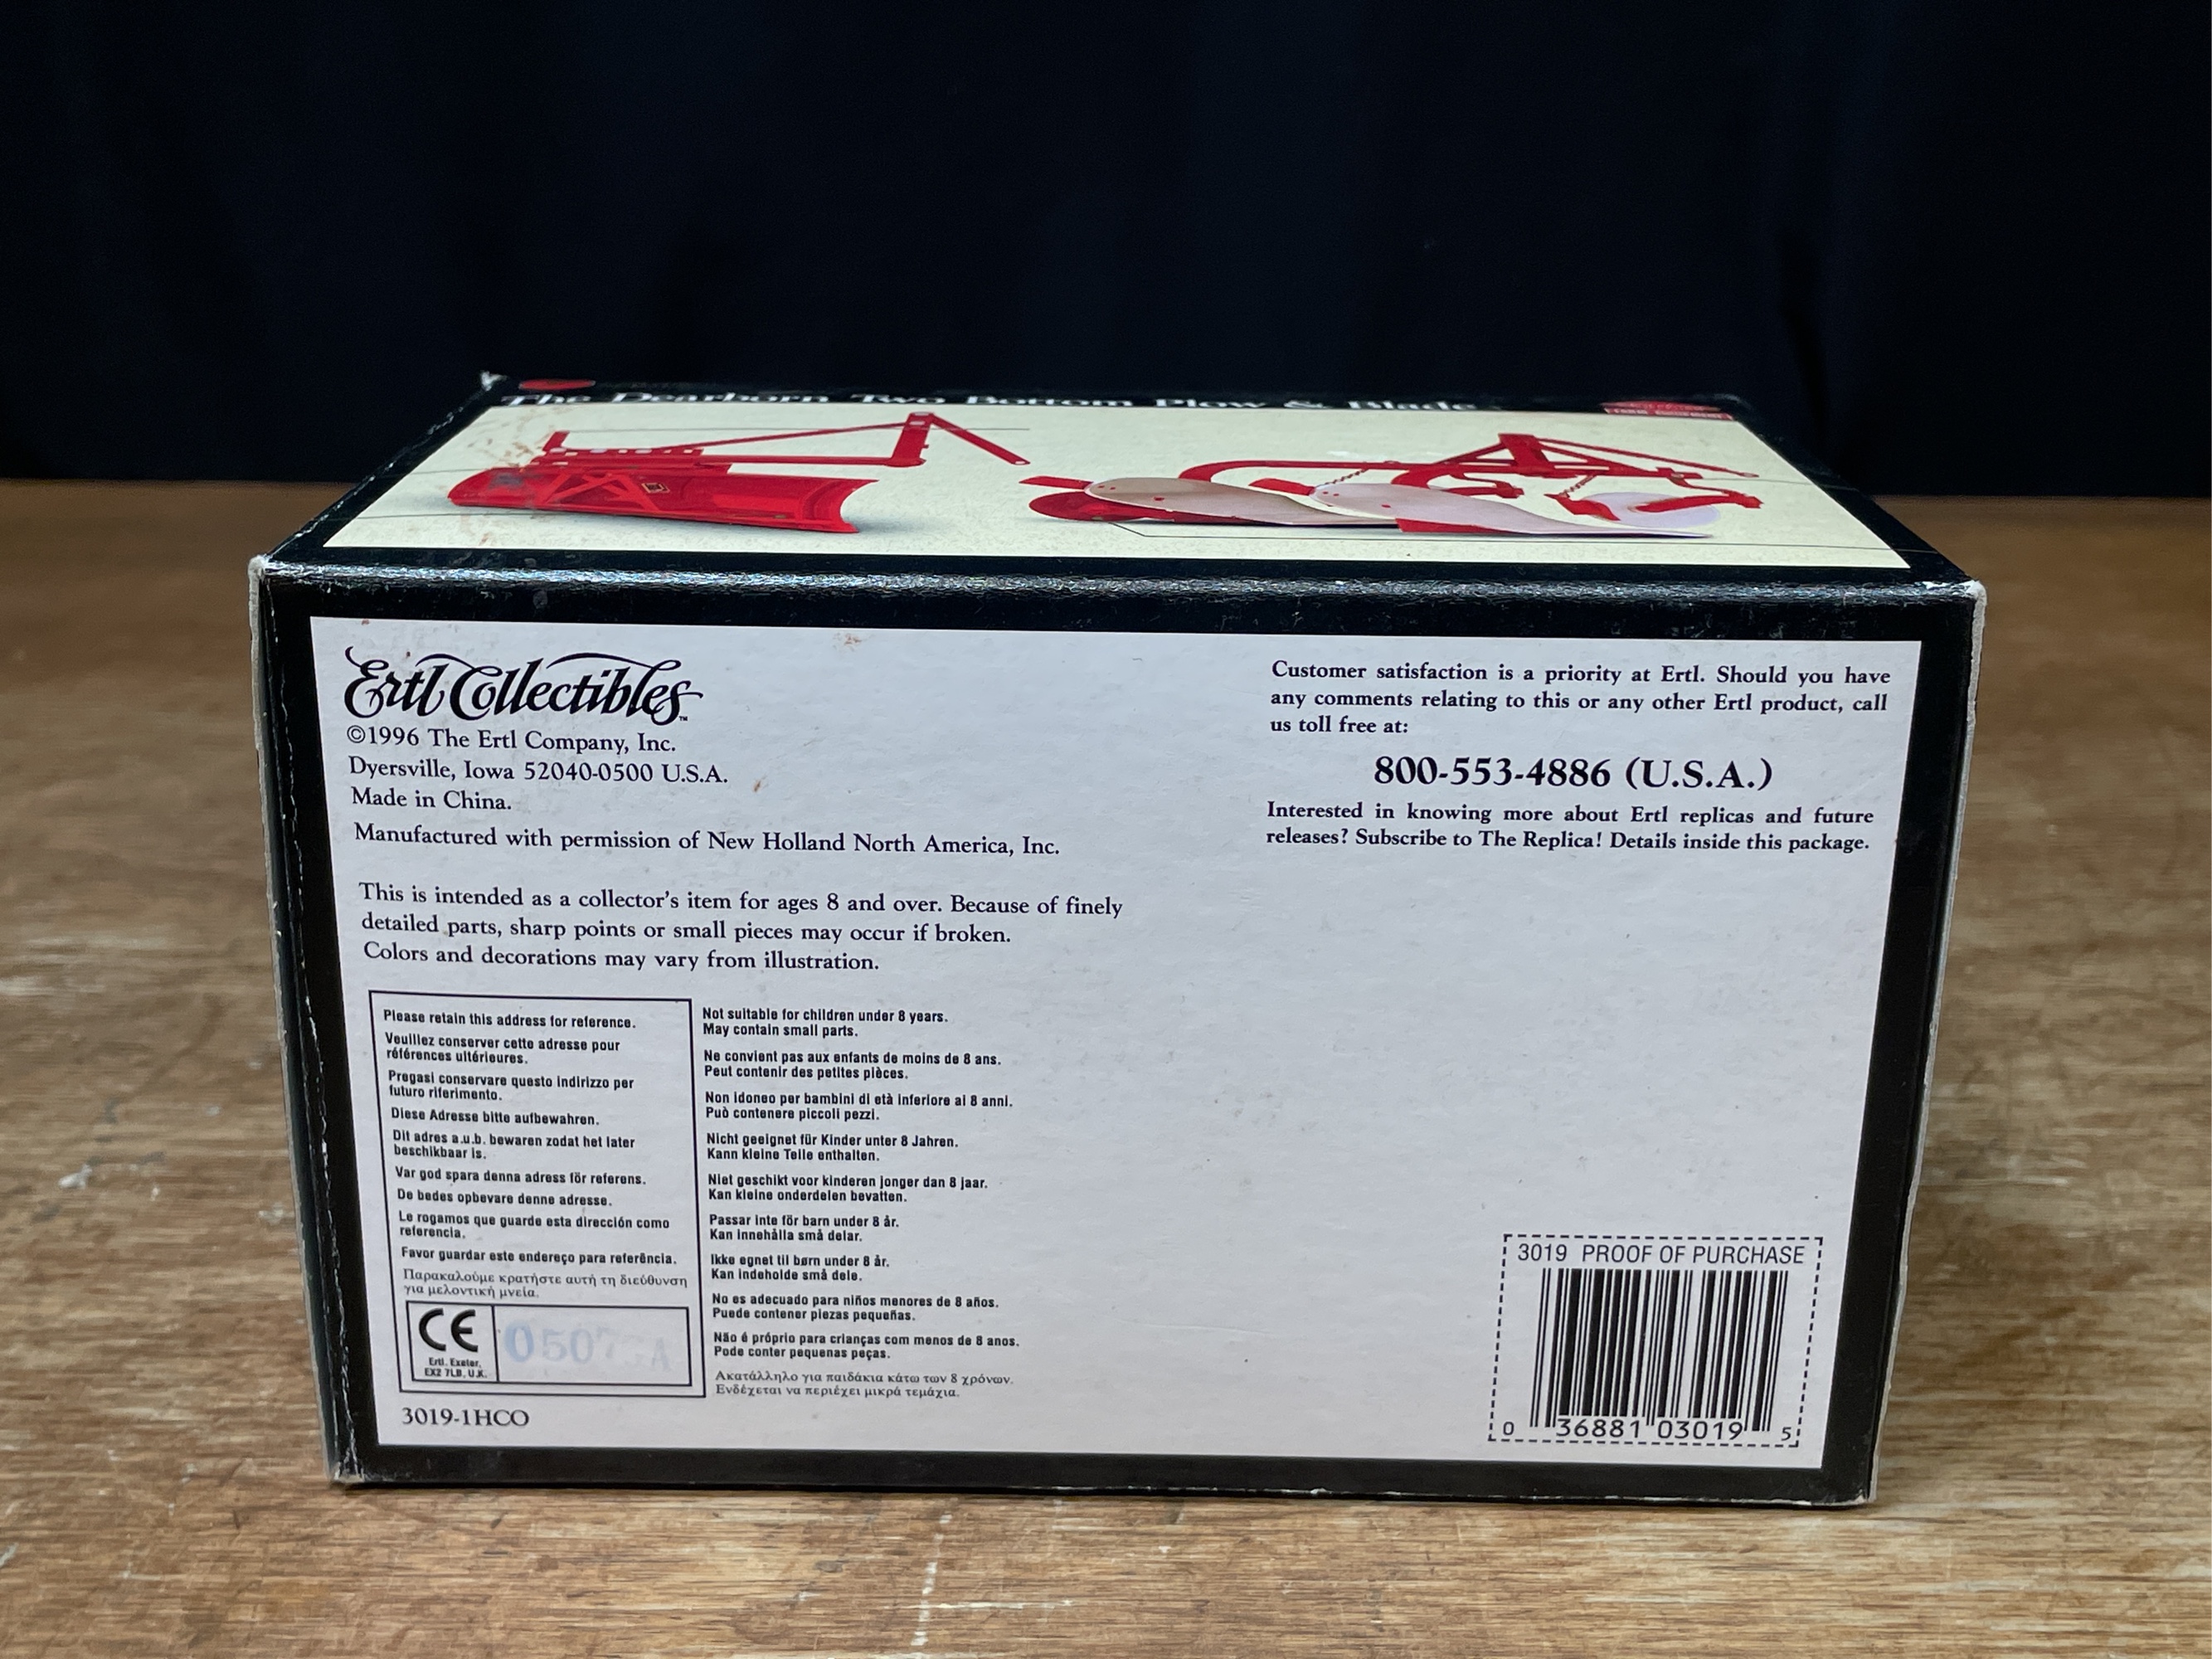 The Dearborn Two Bottom Plow & Blade
Ertl Collectibles™
©1996 The Ertl Company, Inc.
Dyersville, Iowa 52040-0500 U.S.A.
Made in China.
Manufactured with permission of New Holland North America, Inc.
This is intended as a collector's item for ages 8 and over. Because of finely
detailed parts, sharp points or small pieces may occur if broken.
Colors and decorations may vary from illustration.
Customer satisfaction is a priority at Ertl. Should you have
any comments relating to this or any other Ertl product, call
us toll free at:
800-553-4886 (U.S.A.)
Interested in knowing more about Ertl replicas and future
releases? Subscribe to The Replica! Details inside this package.
Please retain this address for reference.
Veuillez conserver cette adresse pour
références ultérieures.
Pregasi conservare questo indirizzo per
futuro riferimento.
Diese Adresse bitte aufbewahren.
Dit adres a.u.b. bewaren zodat het later
beschikbaar is.
Var god spara denna adress för referens.
De bedes opbevare denne adresse.
Le rogamos que guarde esta dirección como
referencia.
Favor guardar este endereço para referência.
Παρακαλούμε κρατήστε αυτή τη διεύθυνση
για μελοντική μνεία.
CE
Ertl. Exeter,
EX2 7LB, U.K.
3019-1HCO
Not suitable for children under 8 years.
May contain small parts.
Ne convient pas aux enfants de moins de 8 ans.
Peut contenir des petites pièces.
Non idoneo per bambini di età inferiore ai 8 anni.
Può contenere piccoli pezzi.
Nicht geeignet für Kinder unter 8 Jahren.
Kann kleine Teile enthalten.
Niet geschikt voor kinderen jonger dan 8 jaar.
Kan kleine onderdelen bevatten.
Passar inte för barn under 8 år.
Kan innehålla små delar.
Ikke egnet til børn under 8 år.
Kan indeholde små dele.
No es adecuado para niños menores de 8 años.
Puede contener piezas pequeñas.
Não é próprio para crianças com menos de 8 anos.
Pode conter pequenas peças.
Ακατάλληλο για παιδάκια κάτω των 8 χρόνων.
Ενδέχεται να περιέχει μικρά τεμάχια.
3019 PROOF OF PURCHASE
0 36881 03019 5